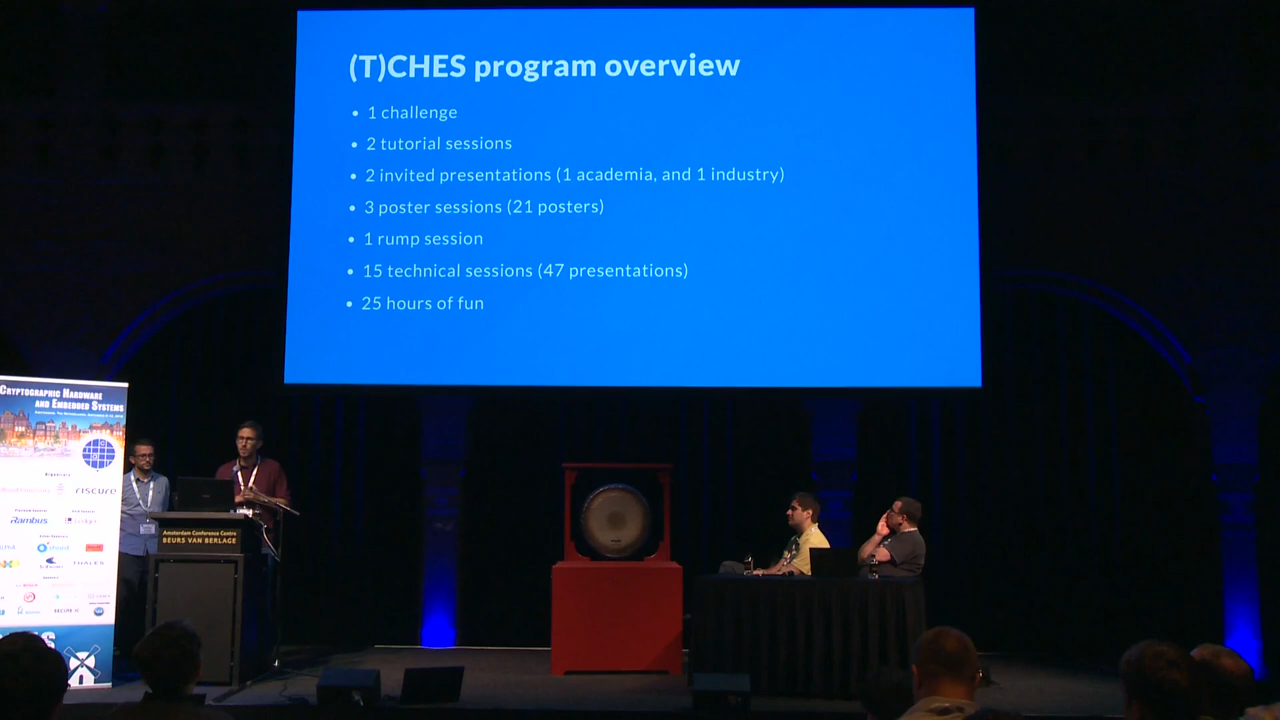 (T)CHES program overview
• 1 challenge
• 2 tutorial sessions
• 2 invited presentations (1 academia, and 1 industry)
• 3 poster sessions (21 posters)
• 1 rump session
• 15 technical sessions (47 presentations)
• 25 hours of fun
Cryptographic Hardware
and Embedded Systems
riscure
Rambus
THALES
Amsterdam Conference Centre
BEURS VAN BERLAGE